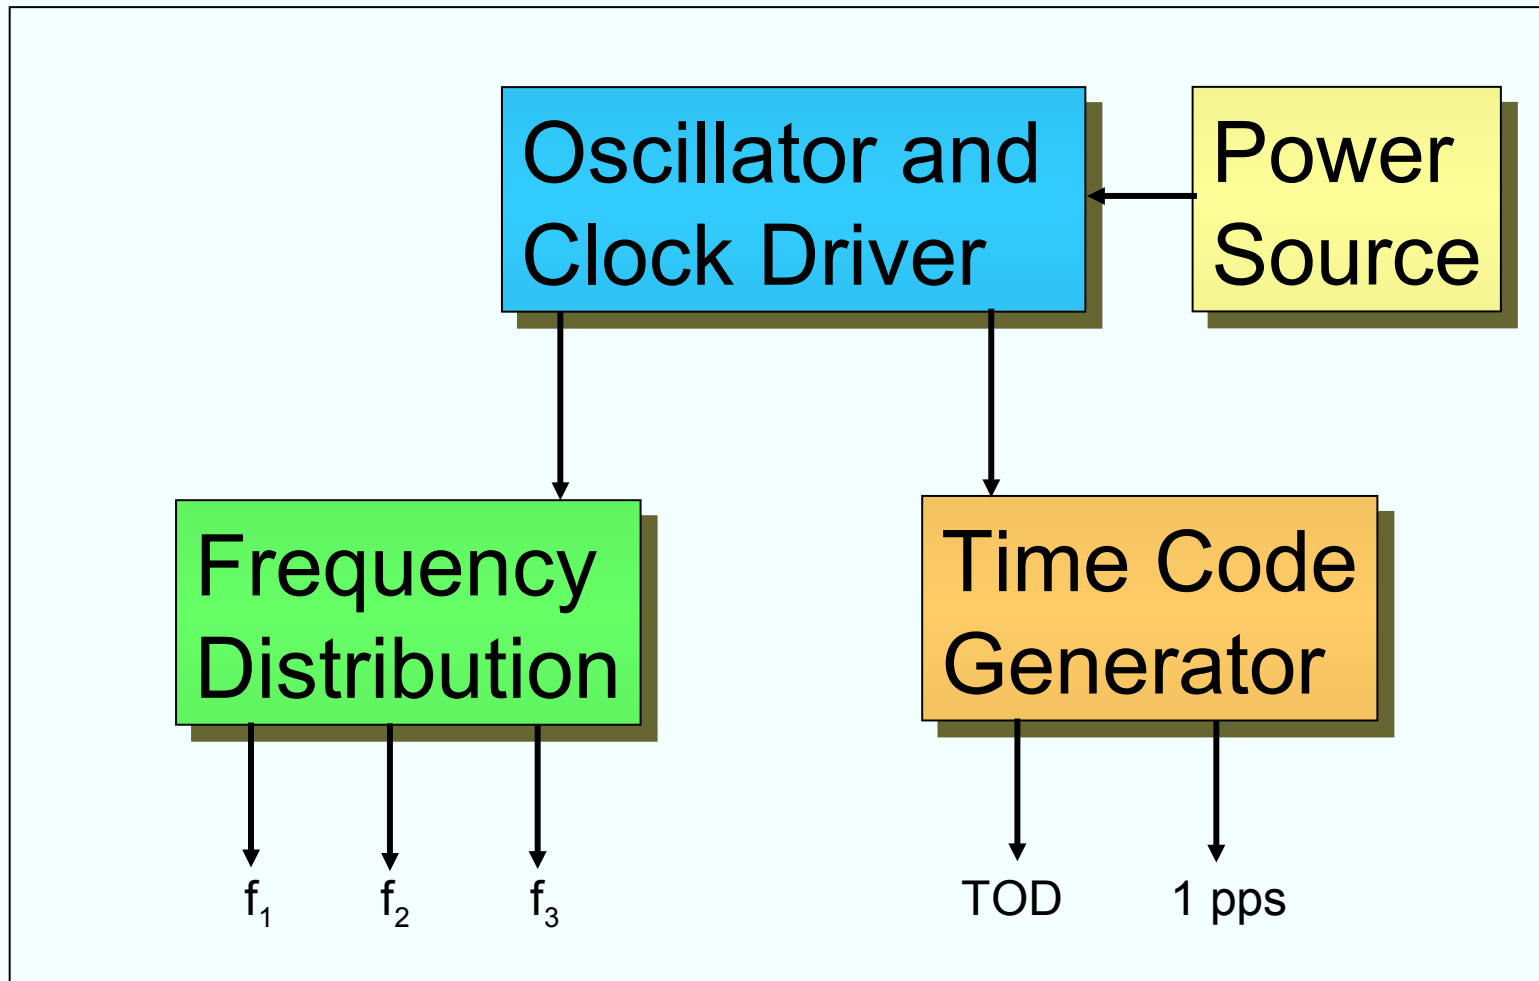 Oscillator and
Clock Driver
Power
Source
Frequency
Distribution
Time Code
Generator
f₁ f₂ f₃ TOD 1 pps